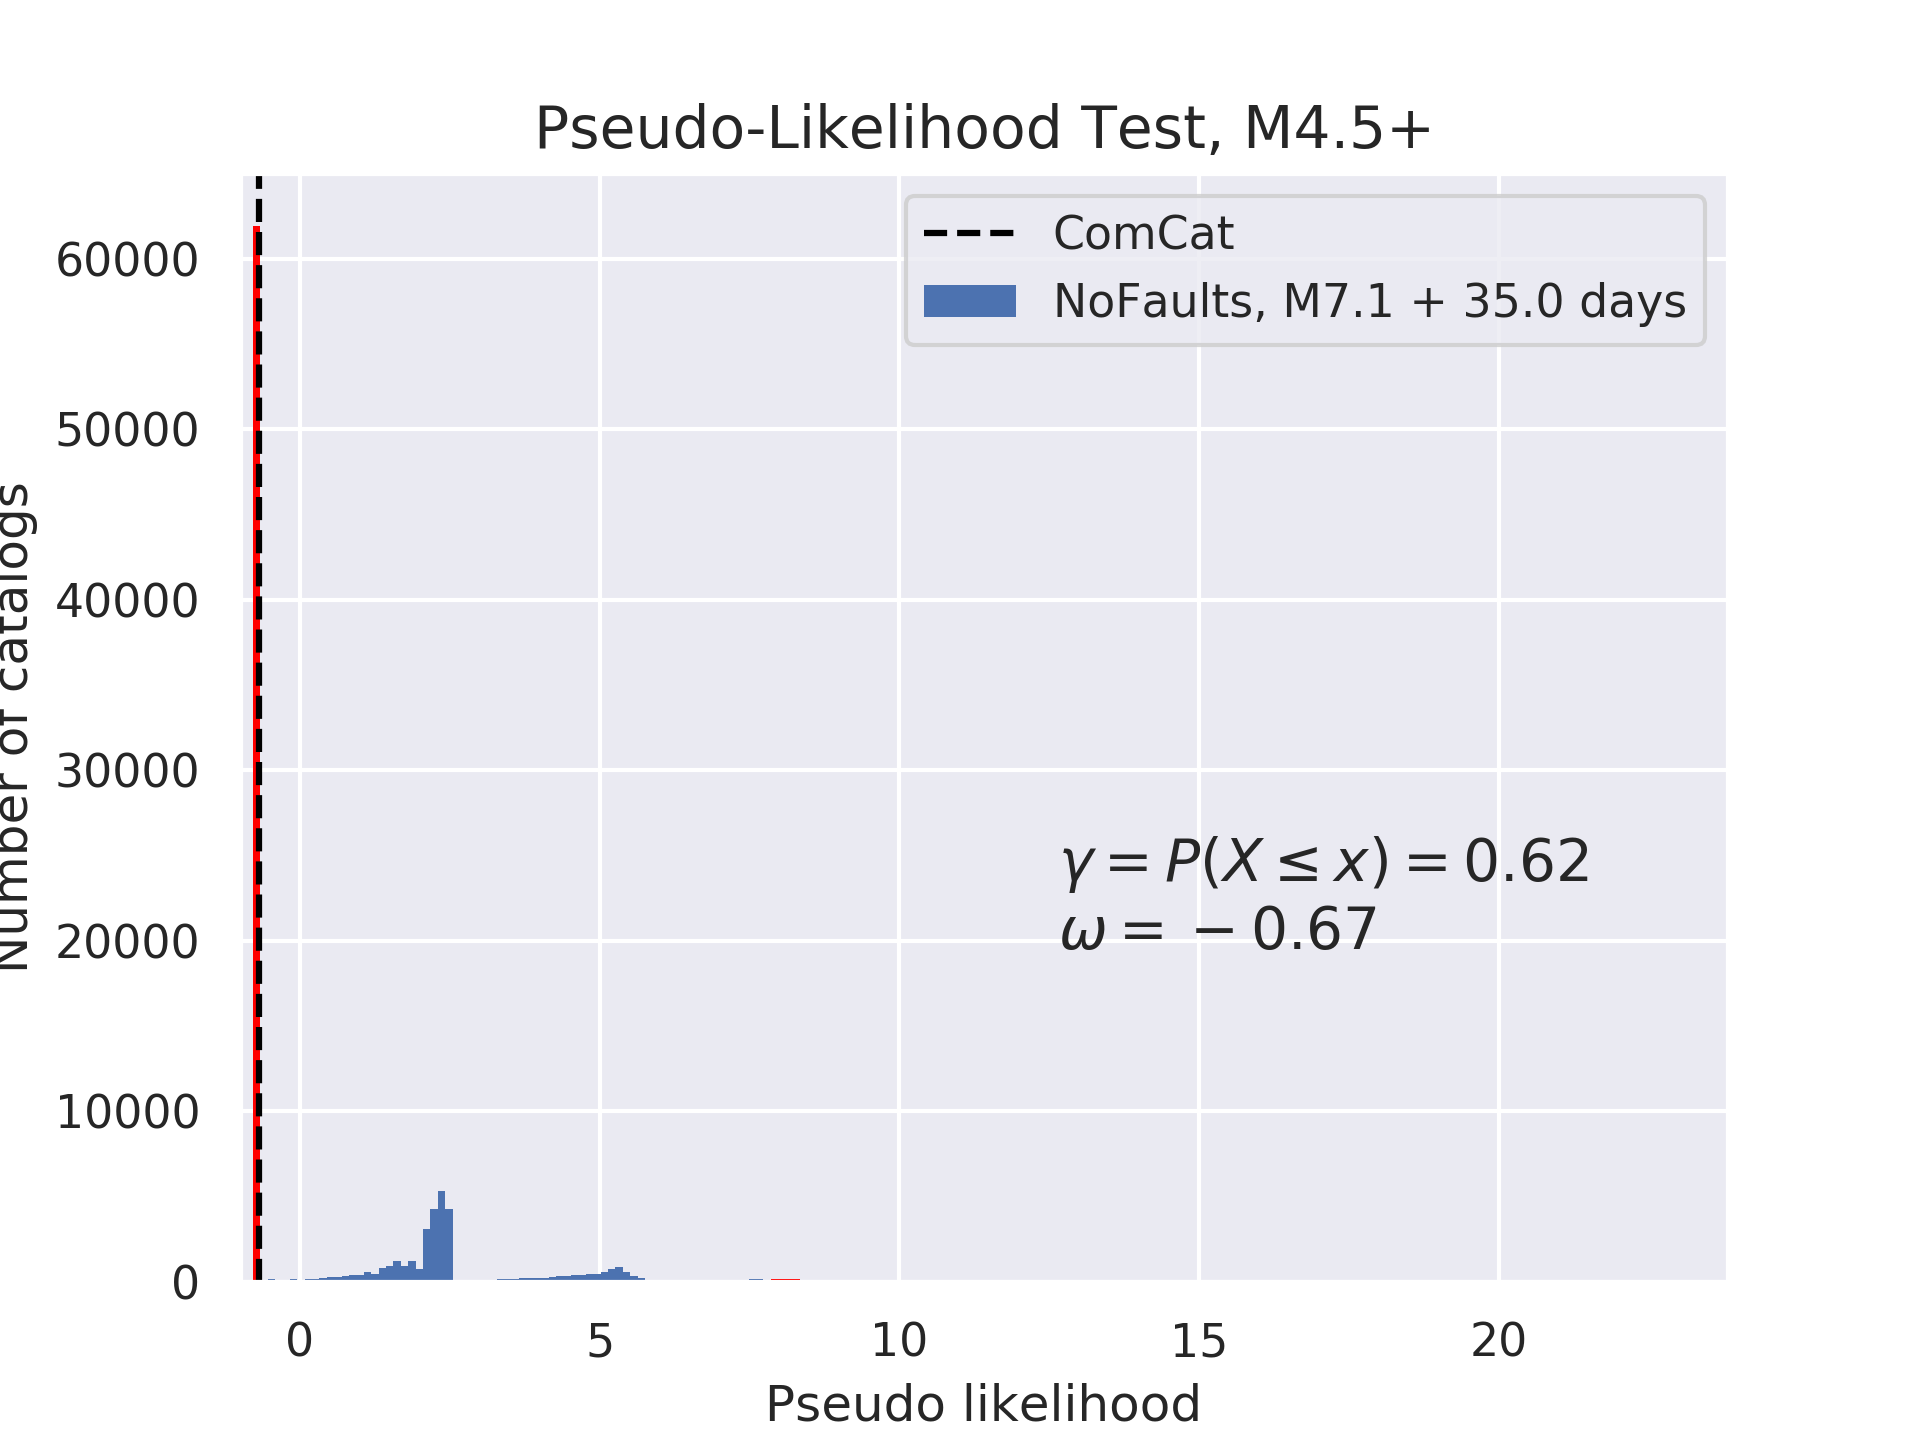 Pseudo-Likelihood Test, M4.5+
ComCat
NoFaults, M7.1 + 35.0 days
60000
50000
40000
30000
20000
10000
0
Number of catalogs
γ = P(X ≤ x) = 0.62
ω = − 0.67
0 5 10 15 20
Pseudo likelihood